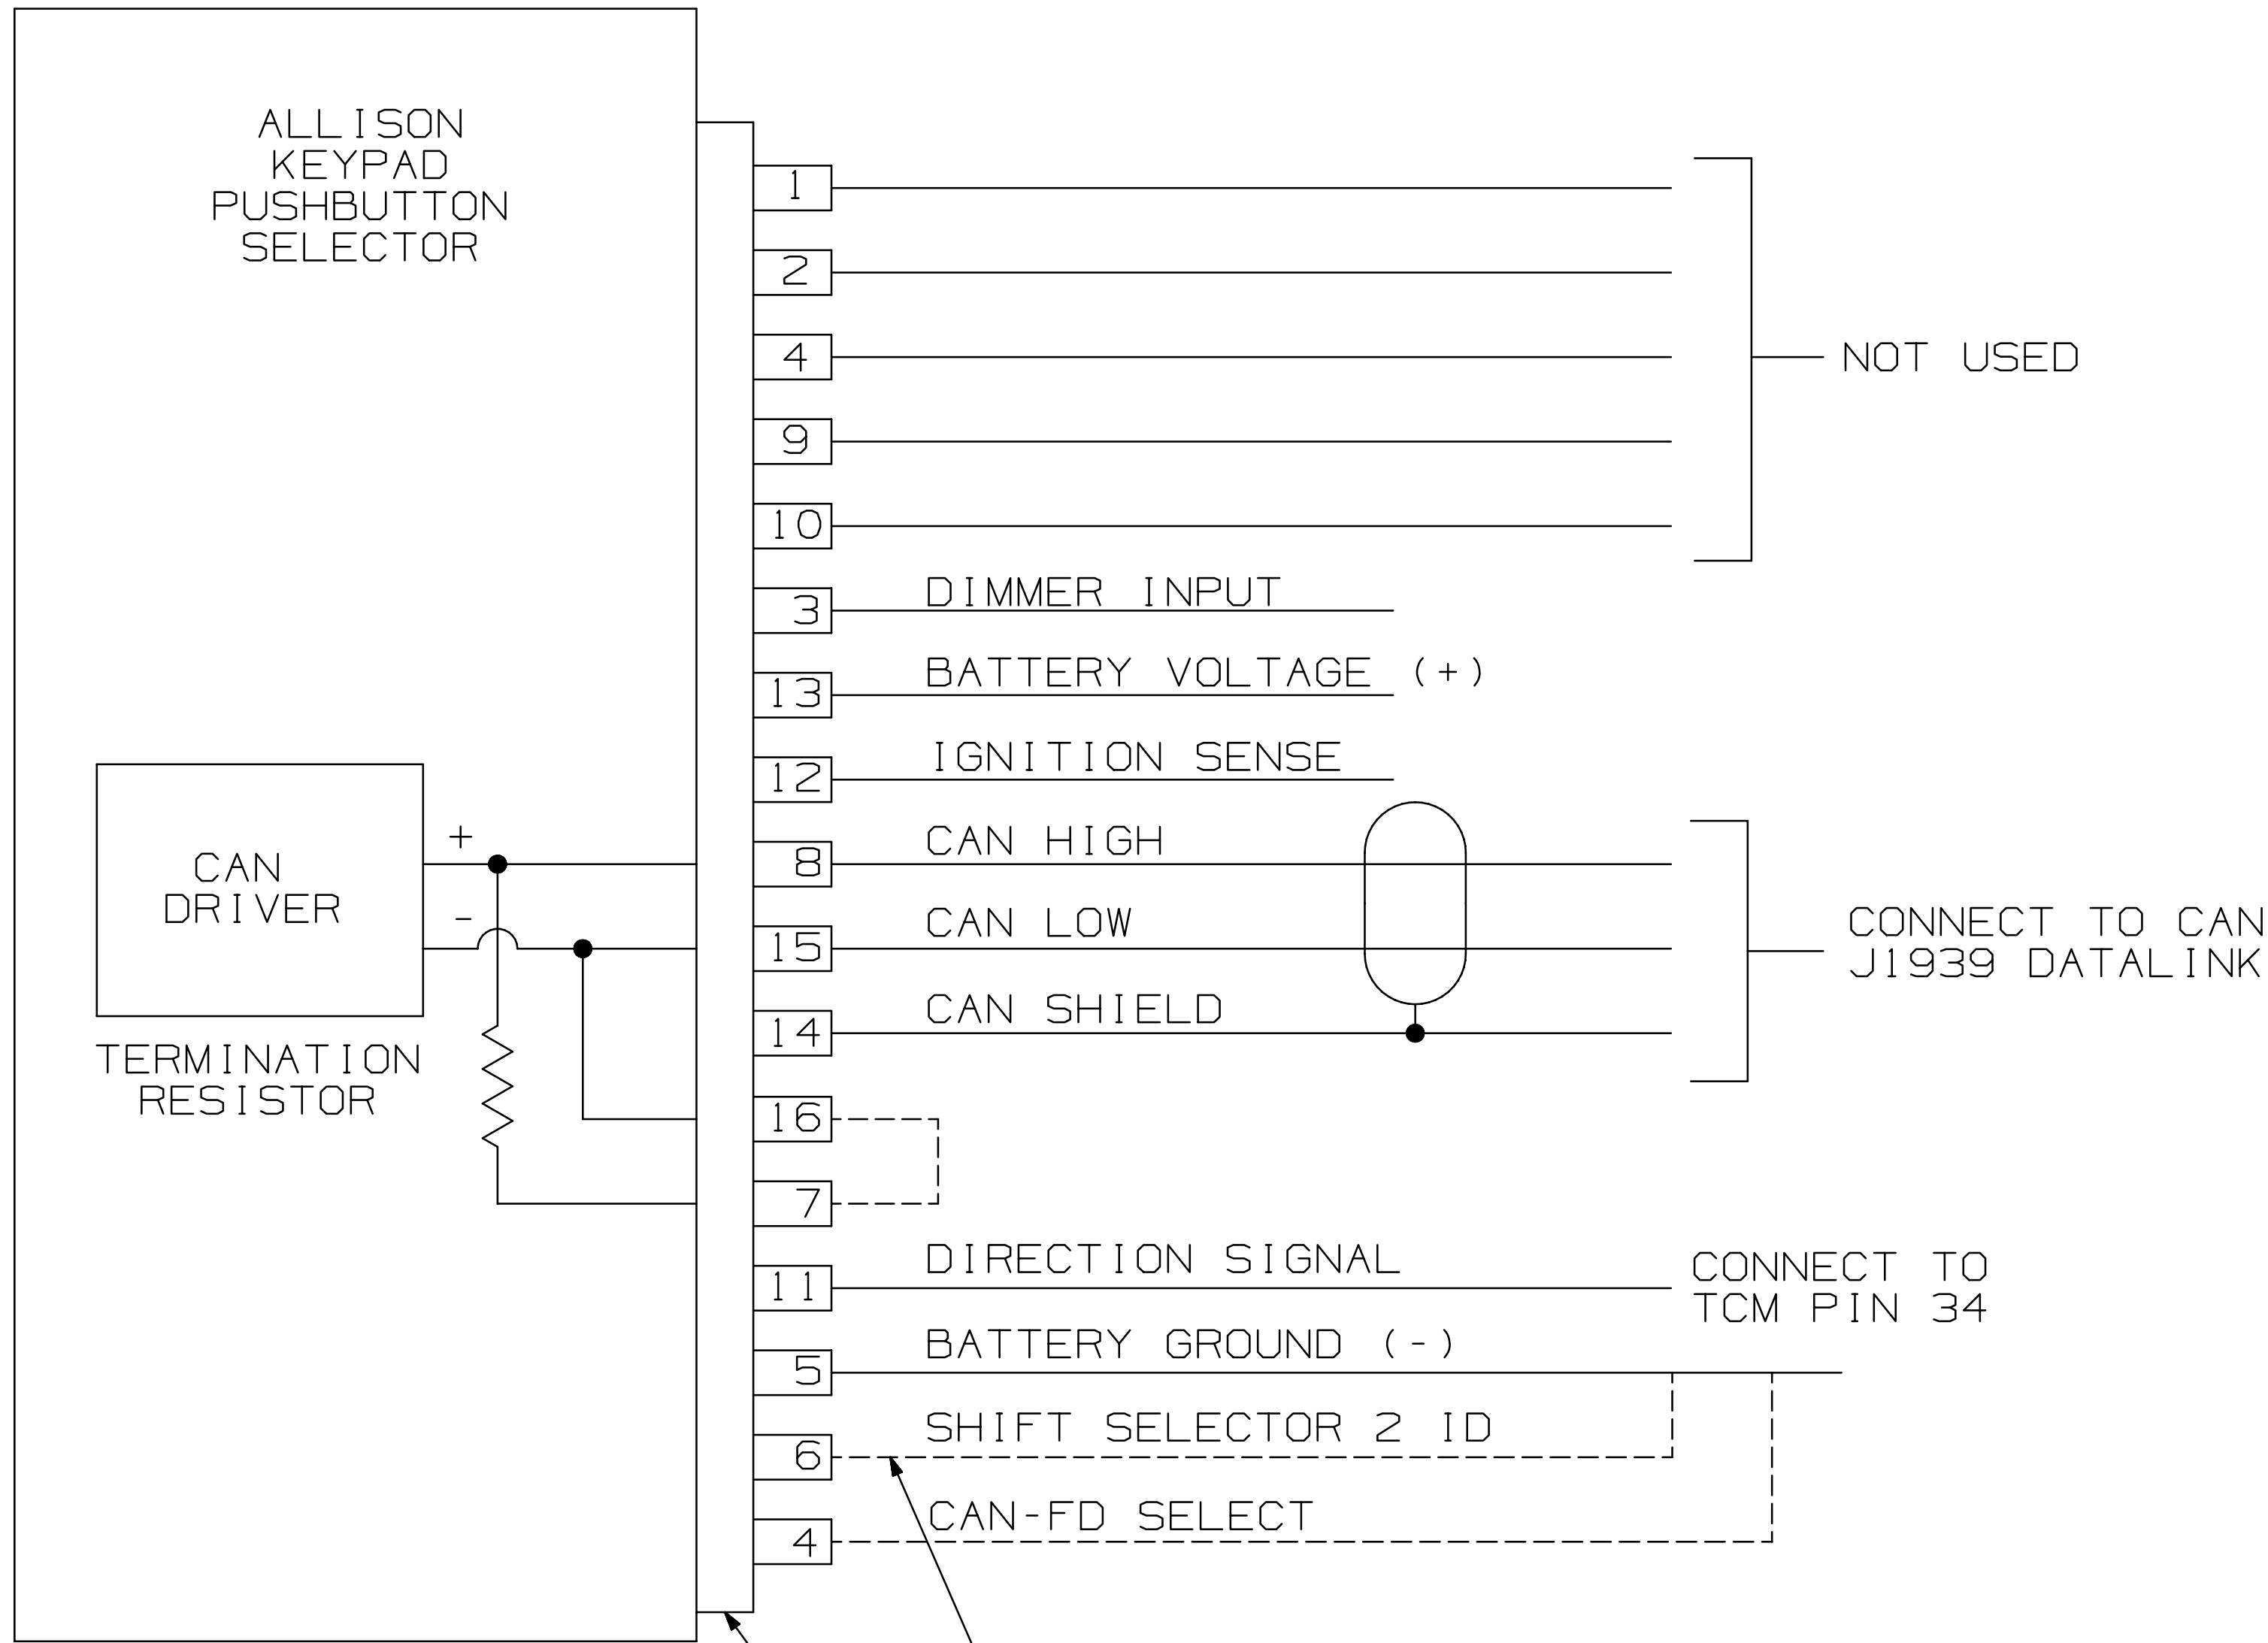 ALLISON
KEYPAD
PUSHBUTTON
SELECTOR
1
2
4
NOT USED
9
10
DIMMER INPUT
3
BATTERY VOLTAGE (+)
13
IGNITION SENSE
12
+
CAN HIGH
8
CAN
DRIVER
-
CAN LOW
15
CONNECT TO CAN
J1939 DATALINK
CAN SHIELD
14
TERMINATION
RESISTOR
16
7
DIRECTION SIGNAL
11
CONNECT TO
TCM PIN 34
BATTERY GROUND (-)
5
SHIFT SELECTOR 2 ID
6
CAN-FD SELECT
4